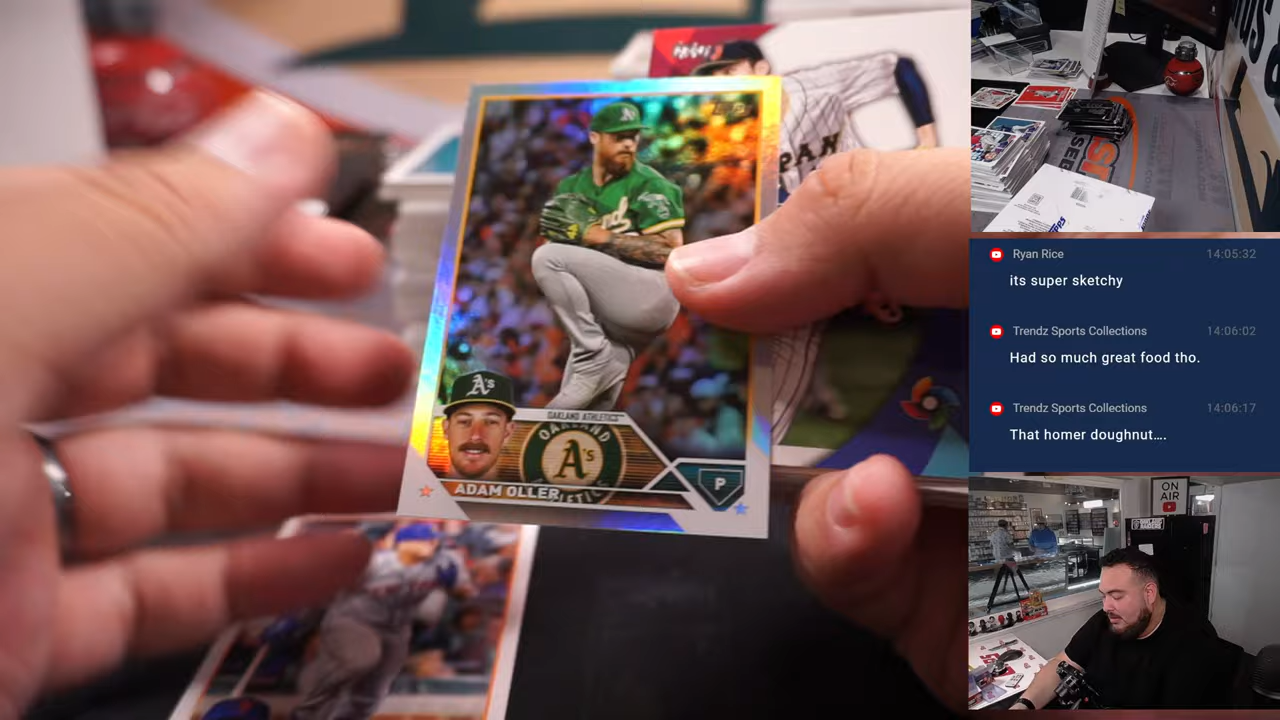 PAN
OAKLAND ATHLETICS
OAKLAND
A's
A's
P
ADAM OLLER
Ryan Rice 14:05:32
its super sketchy
Trendz Sports Collections 14:06:02
Had so much great food tho.
Trendz Sports Collections 14:06:17
That homer doughnut....
ON
AIR